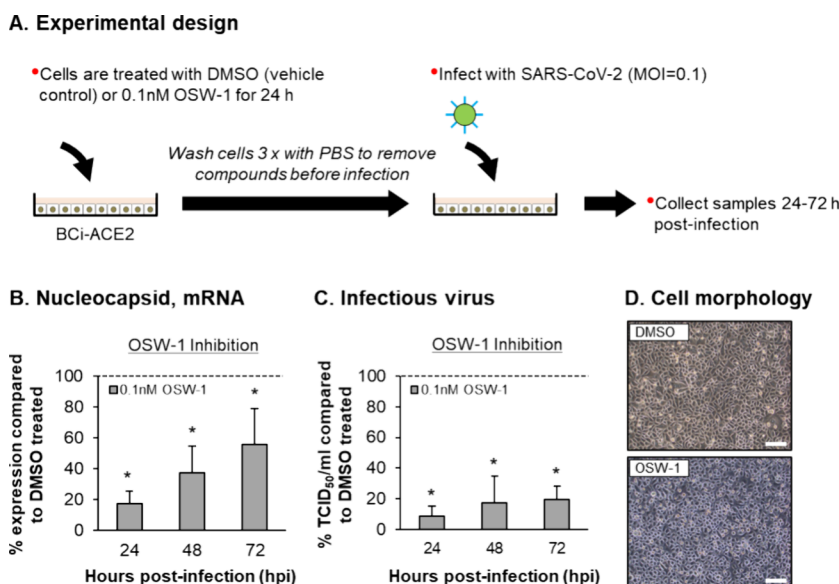 A. Experimental design
•Cells are treated with DMSO (vehicle
control) or 0.1nM OSW-1 for 24 h
•Infect with SARS-CoV-2 (MOI=0.1)
Wash cells 3 x with PBS to remove
compounds before infection
BCi-ACE2
•Collect samples 24-72 h
post-infection
B. Nucleocapsid, mRNA
OSW-1 Inhibition
% expression compared
to DMSO treated
100
80
60
40
20
0
0.1nM OSW-1
*
*
*
24 48 72
Hours post-infection (hpi)
C. Infectious virus
OSW-1 Inhibition
% TCID50/ml compared
to DMSO treated
100
80
60
40
20
0
0.1nM OSW-1
*
*
*
24 48 72
Hours post-infection (hpi)
D. Cell morphology
DMSO
OSW-1